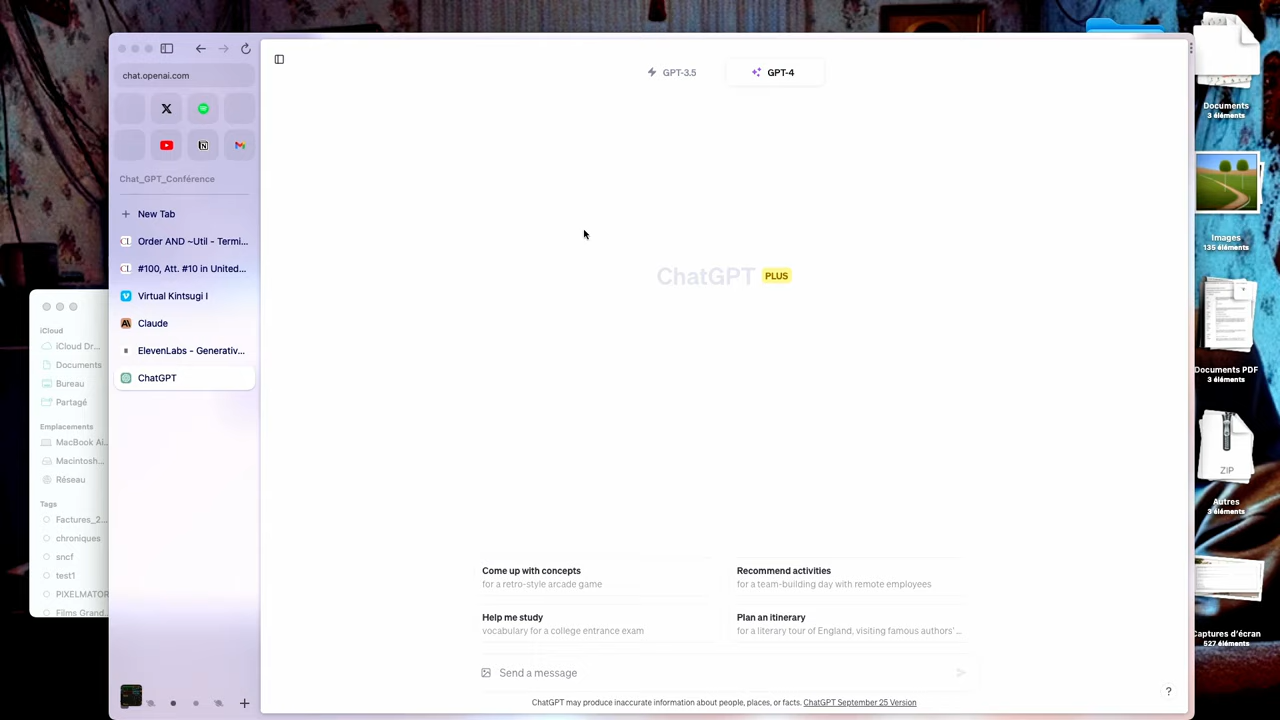 chat.openai.com
Chat_GPT_Conférence
New Tab
Order AND ~Util - Termi...
#100, Att. #10 in United...
Virtual Kintsugi I
Claude
ElevenLabs - Generativ...
ChatGPT
iCloud
iCloud Dr...
Documents
Bureau
Partagé
Emplacements
MacBook Ai...
Macintosh...
Réseau
Tags
Factures_2...
chroniques
sncf
test1
PIXELMATOR
Films Grand...
GPT-3.5
GPT-4
ChatGPT PLUS
Come up with concepts
for a retro-style arcade game
Recommend activities
for a team-building day with remote employees
Help me study
vocabulary for a college entrance exam
Plan an itinerary
for a literary tour of England, visiting famous authors' ...
Send a message
ChatGPT may produce inaccurate information about people, places, or facts. ChatGPT September 25 Version
?
Documents
3 éléments
Images
135 éléments
Documents PDF
3 éléments
ZIP
Autres
3 éléments
Captures d'écran
527 éléments